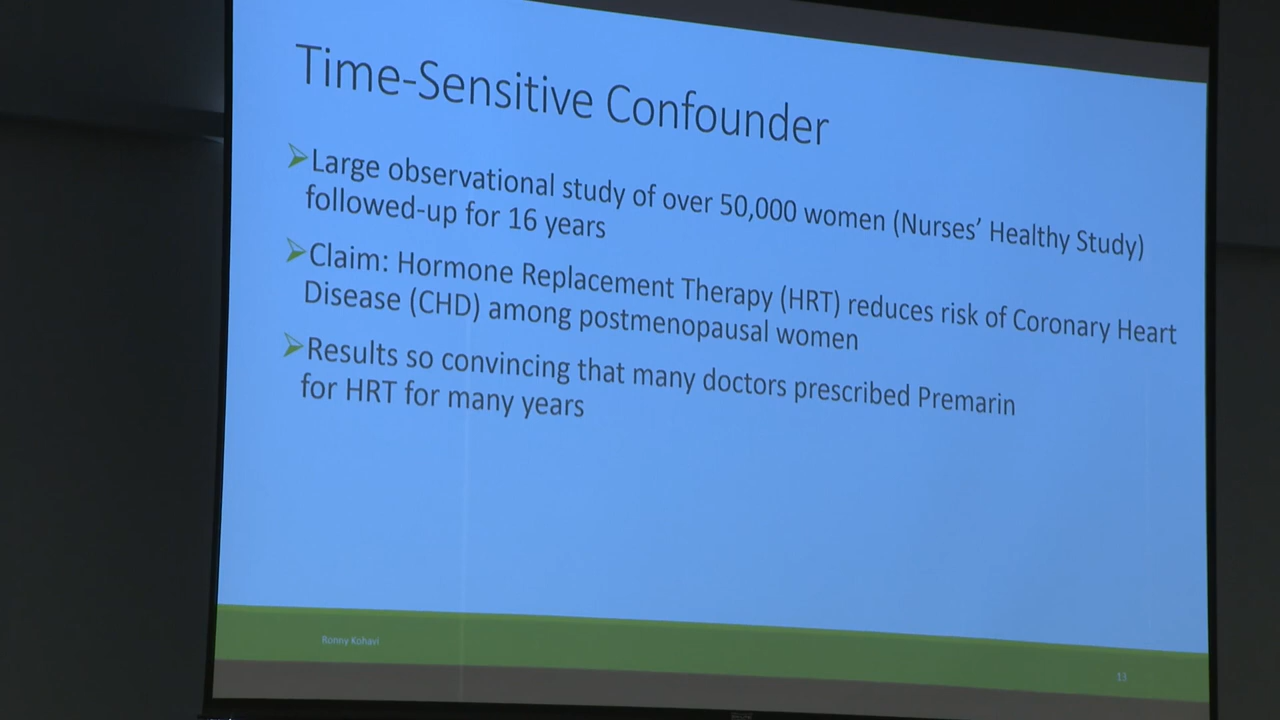 Time-Sensitive Confounder
Large observational study of over 50,000 women (Nurses' Healthy Study)
followed-up for 16 years
Claim: Hormone Replacement Therapy (HRT) reduces risk of Coronary Heart
Disease (CHD) among postmenopausal women
Results so convincing that many doctors prescribed Premarin
for HRT for many years
Ronny Kohavi
13